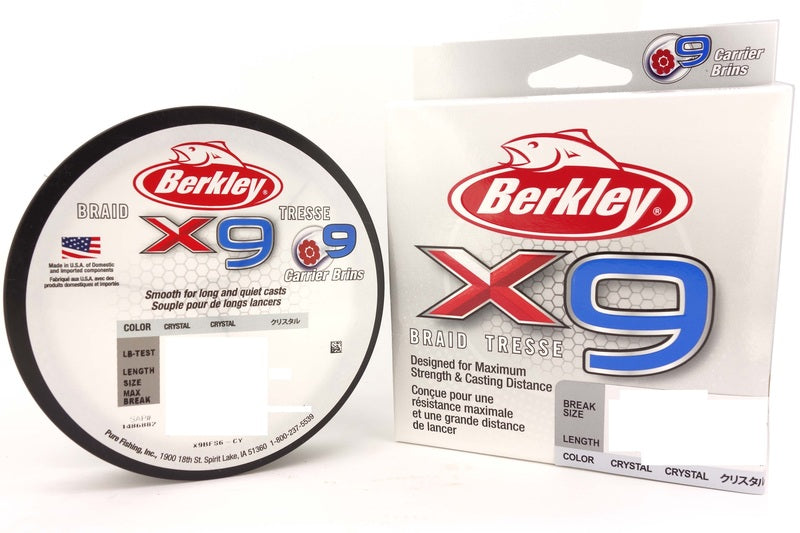 Berkley®
BRAID TRESSE
X9
9
Carrier Brins
Made in U.S.A. of Domestic
and Imported components
Fabriqué aux U.S.A. avec des
produits domestiques et importés
Smooth for long and quiet casts
Souple pour de longs lancers
COLOR CRYSTAL CRYSTAL クリスタル
LB-TEST
LENGTH
SIZE
MAX
BREAK
SAP#
1486882
X9BFS6-CY
Pure Fishing, Inc., 1900 18th St. Spirit Lake, IA 51360 1-800-237-5539
9
Carrier
Brins
Berkley®
X9
BRAID TRESSE
Designed for Maximum
Strength & Casting Distance
Conçue pour une
résistance maximale
et une grande distance
de lancer
BREAK
SIZE
LENGTH
COLOR CRYSTAL CRYSTAL クリスタル